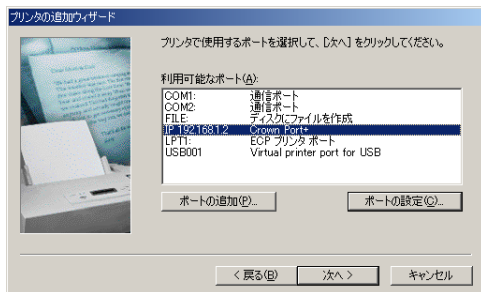 プリンタの追加ウィザード
プリンタで使用するポートを選択して、[次へ] をクリックしてください。
利用可能なポート(A):
COM1: 通信ポート
COM2: 通信ポート
FILE: ディスクにファイルを作成
IP 192.168.1.2 Crown Port+
LPT1: ECP プリンタ ポート
USB001 Virtual printer port for USB
ポートの追加(P)...
ポートの設定(C)...
< 戻る(B)
次へ >
キャンセル